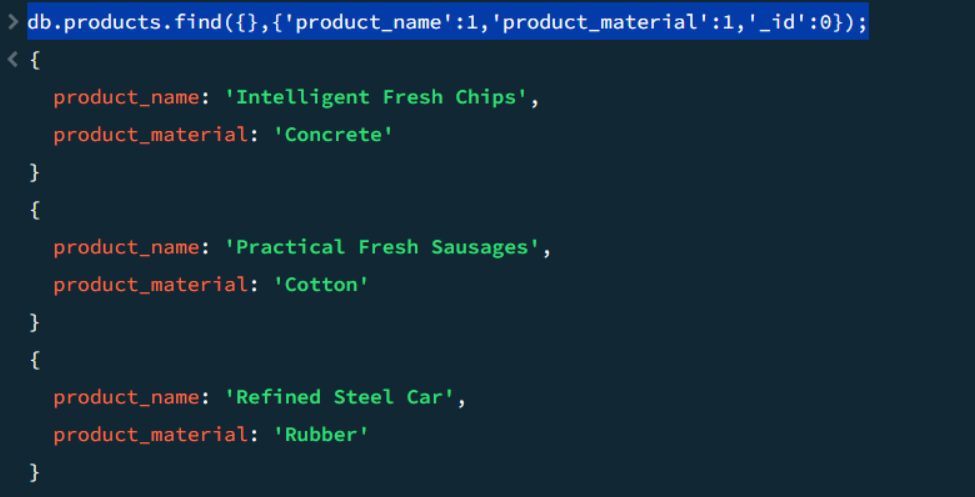 > db.products.find({},{'product_name':1,'product_material':1,'_id':0});
< {
product_name: 'Intelligent Fresh Chips',
product_material: 'Concrete'
}
{
product_name: 'Practical Fresh Sausages',
product_material: 'Cotton'
}
{
product_name: 'Refined Steel Car',
product_material: 'Rubber'
}